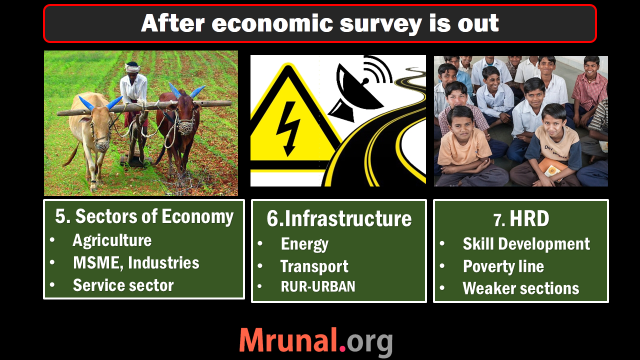 After economic survey is out
5. Sectors of Economy
• Agriculture
• MSME, Industries
• Service sector
6.Infrastructure
• Energy
• Transport
• RUR-URBAN
7. HRD
• Skill Development
• Poverty line
• Weaker sections
Mrunal.org